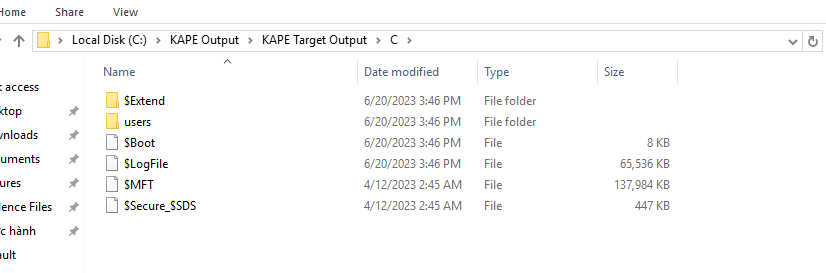 Home Share View
Local Disk (C:) > KAPE Output > KAPE Target Output > C >
Name Date modified Type Size
access
$Extend 6/20/2023 3:46 PM File folder
users 6/20/2023 3:46 PM File folder
$Boot 6/20/2023 3:46 PM File 8 KB
$LogFile 6/20/2023 3:46 PM File 65,536 KB
$MFT 4/12/2023 2:45 AM File 137,984 KB
$Secure_$SDS 4/12/2023 2:45 AM File 447 KB
ktop
wnloads
cuments
ures
lence Files
c hành
ault